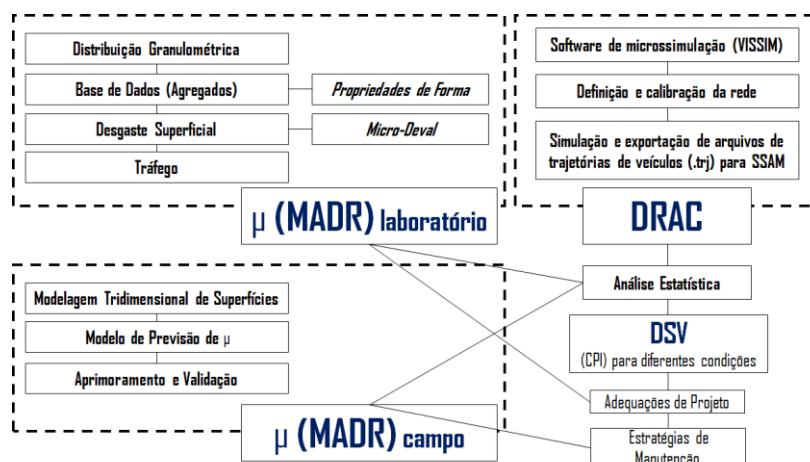 Distribuição Granulométrica
Base de Dados (Agregados)
Propriedades de Forma
Desgaste Superficial
Micro-Deval
Tráfego
μ (MADR) laboratório
Software de microssimulação (VISSIM)
Definição e calibração da rede
Simulação e exportação de arquivos de
trajetórias de veículos (.trj) para SSAM
DRAC
Análise Estatística
DSV
(CPI) para diferentes condições
Adequações de Projeto
Estratégias de
Manutenção
Modelagem Tridimensional de Superfícies
Modelo de Previsão de μ
Aprimoramento e Validação
μ (MADR) campo